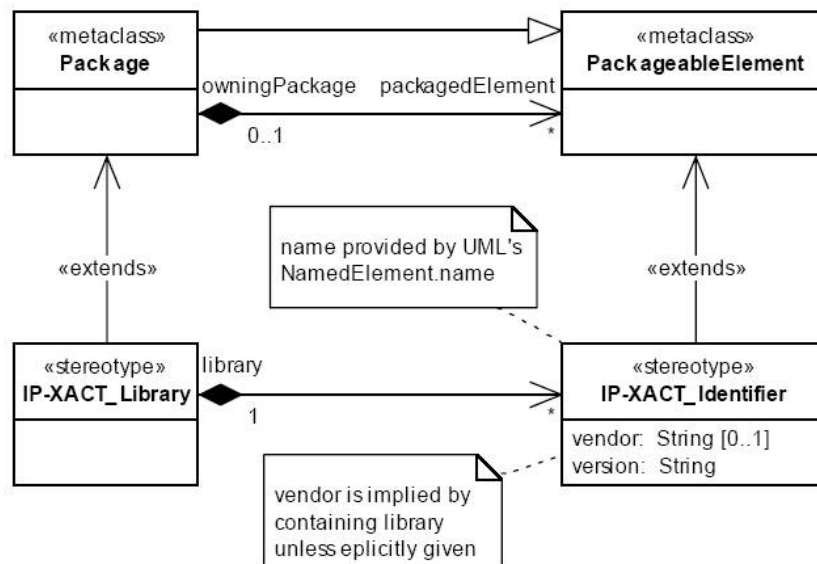 «metaclass»
Package
«metaclass»
PackageableElement
owningPackage
packagedElement
0..1
*
name provided by UML's
NamedElement.name
«extends»
«extends»
«stereotype»
IP-XACT_Library
library
1
*
«stereotype»
IP-XACT_Identifier
vendor: String [0..1]
version: String
vendor is implied by
containing library
unless eplicitly given